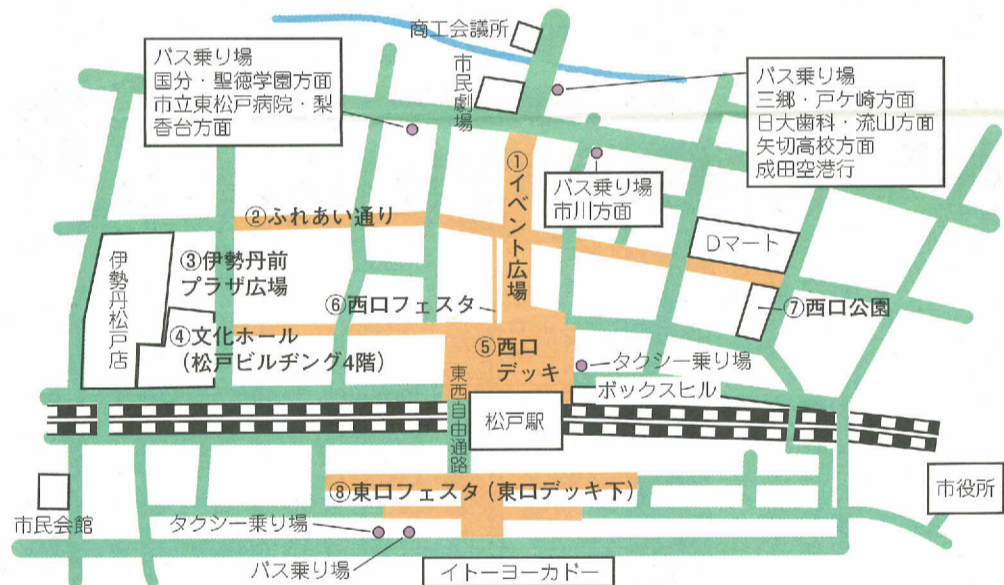 商工会議所
市民劇場
バス乗り場
国分・聖徳学園方面
市立東松戸病院・梨
香台方面
バス乗り場
三郷・戸ケ崎方面
日大歯科・流山方面
矢切高校方面
成田空港行
バス乗り場
市川方面
①イベント広場
②ふれあい通り
Dマート
伊勢丹松戸店
③伊勢丹前
プラザ広場
⑥西口フェスタ
⑦西口公園
④文化ホール
(松戸ビルヂング4階)
⑤西口
デッキ
タクシー乗り場
ボックスヒル
東西自由通路
松戸駅
⑧東口フェスタ(東口デッキ下)
市役所
市民会館
タクシー乗り場
バス乗り場
イトーヨーカドー